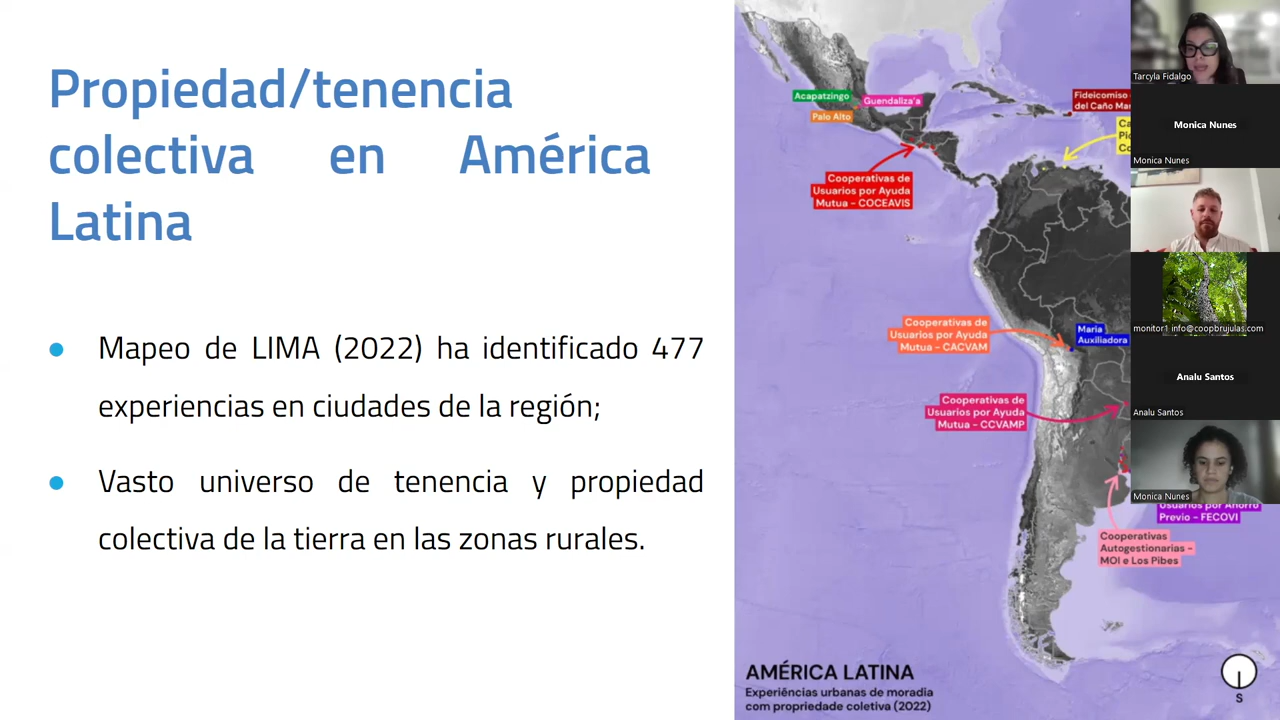 Propiedad/tenencia
colectiva en América
Latina
Mapeo de LIMA (2022) ha identificado 477
experiencias en ciudades de la región;
Vasto universo de tenencia y propiedad
colectiva de la tierra en las zonas rurales.
Acapatzingo
Guendaliza'a
Palo Alto
Fideicomiso
del Caño
Cooperativas de
Usuarios por Ayuda
Mutua - COCEAVIS
Cooperativas de
Usuarios por Ayuda
Mutua - CACVAM
Maria
Auxiliadora
Cooperativas de
Usuarios por Ayuda
Mutua - CCVAMP
Usuarios por Ahorro
Previo - FECOVI
Cooperativas
Autogestionarias -
MOI e Los Pibes
AMÉRICA LATINA
Experiências urbanas de moradia
com propriedade coletiva (2022)
S
Tarcyla Fidalgo
Monica Nunes
Monica Nunes
monitor1 info@coopbrujulas.com
Analu Santos
Analu Santos
Monica Nunes